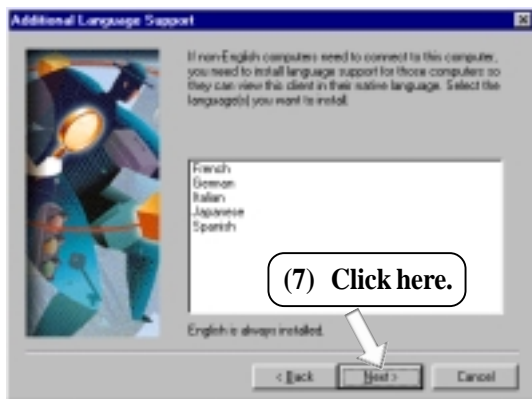 Additional Language Support
If non-English computers need to connect to this computer,
you need to install language support for those computers so
they can view this client in their native language. Select the
language(s) you want to install.
French
German
Italian
Japanese
Spanish
(7) Click here.
English is always installed.
< Back
Next >
Cancel